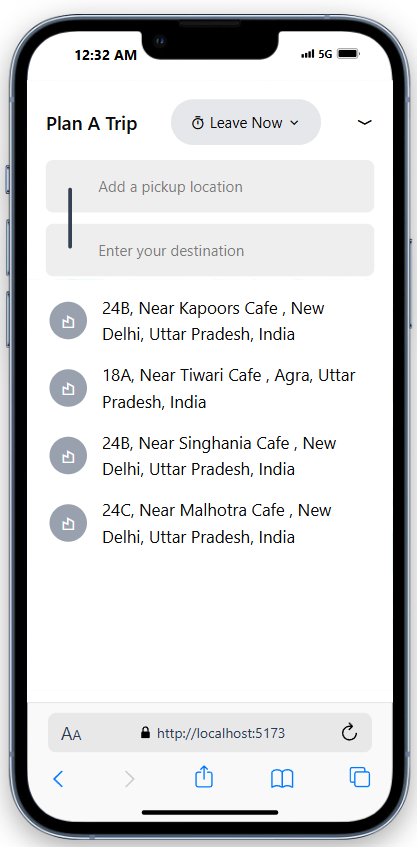 12:32 AM
5G
Plan A Trip
Leave Now
Add a pickup location
Enter your destination
24B, Near Kapoors Cafe , New
Delhi, Uttar Pradesh, India
18A, Near Tiwari Cafe , Agra, Uttar
Pradesh, India
24B, Near Singhania Cafe , New
Delhi, Uttar Pradesh, India
24C, Near Malhotra Cafe , New
Delhi, Uttar Pradesh, India
AA
http://localhost:5173